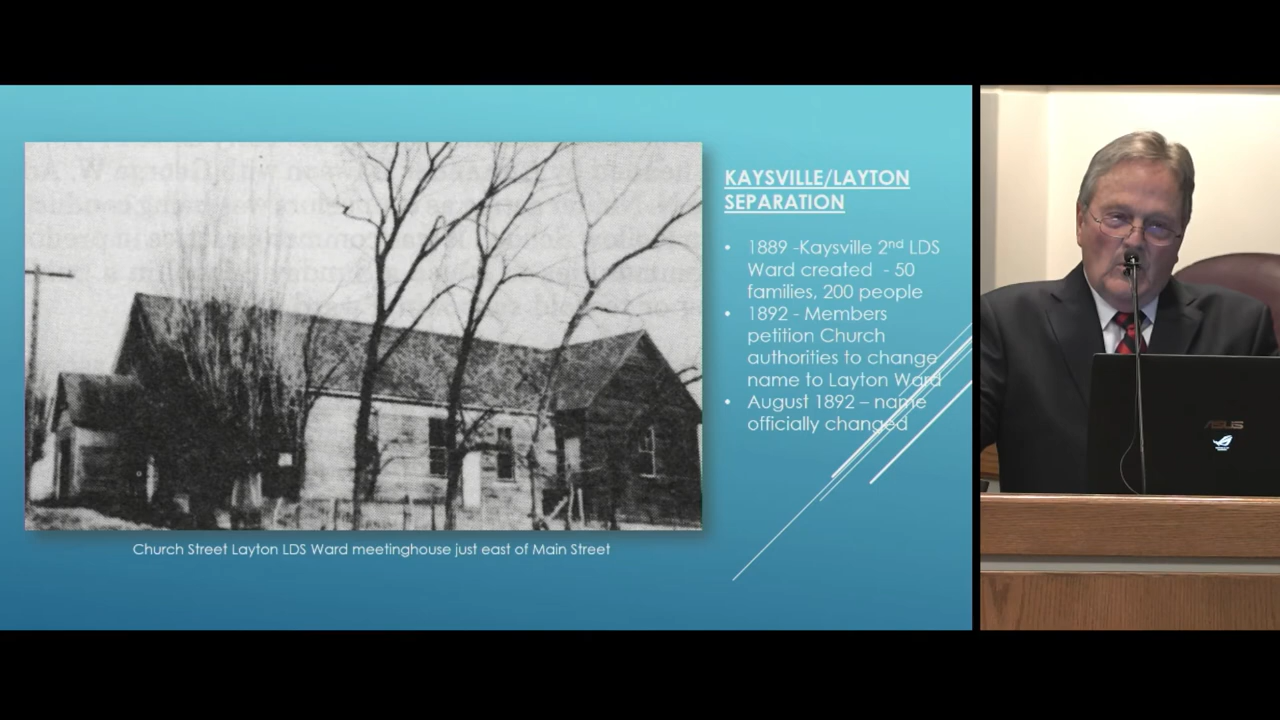 KAYSVILLE/LAYTON
SEPARATION
• 1889 -Kaysville 2nd LDS
Ward created - 50
families, 200 people
• 1892 - Members
petition Church
authorities to change
name to Layton Ward
• August 1892 – name
officially changed
Church Street Layton LDS Ward meetinghouse just east of Main Street
ASUS